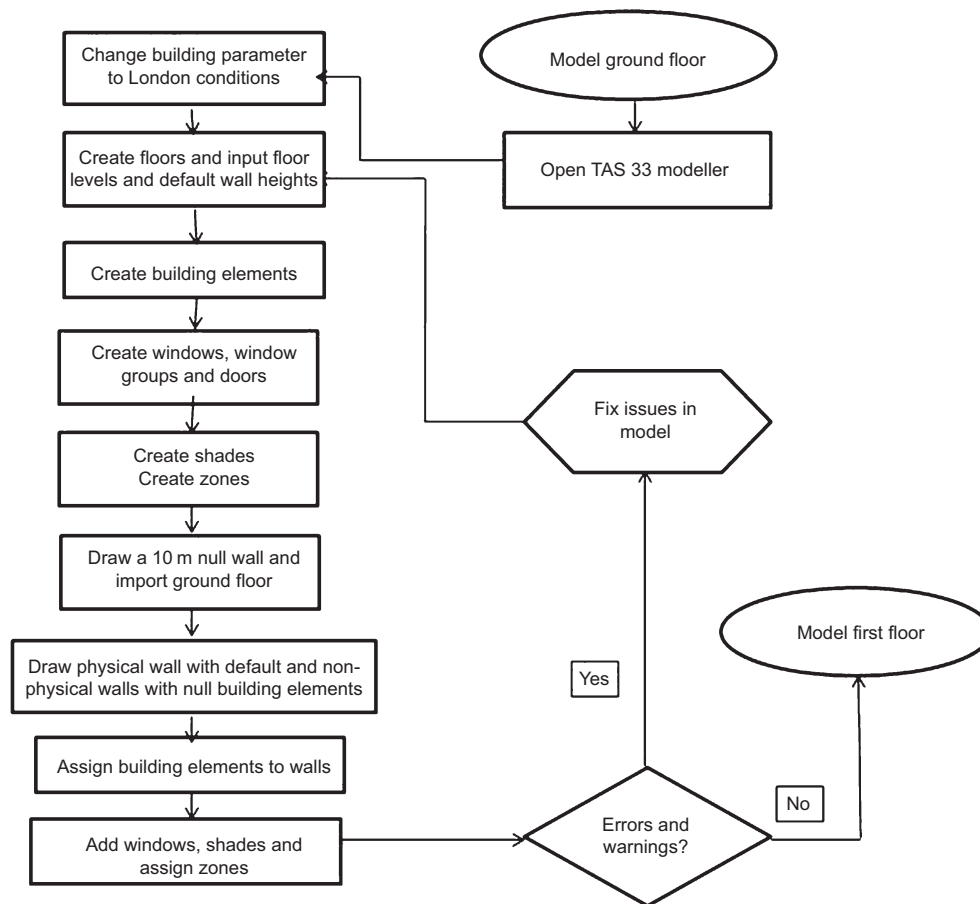 Model ground floor
Open TAS 33 modeller
Change building parameter
to London conditions
Create floors and input floor
levels and default wall heights
Create building elements
Create windows, window
groups and doors
Create shades
Create zones
Draw a 10 m null wall and
import ground floor
Draw physical wall with default and non-
physical walls with null building elements
Assign building elements to walls
Add windows, shades and
assign zones
Errors and
warnings?
Yes
Fix issues in
model
No
Model first floor